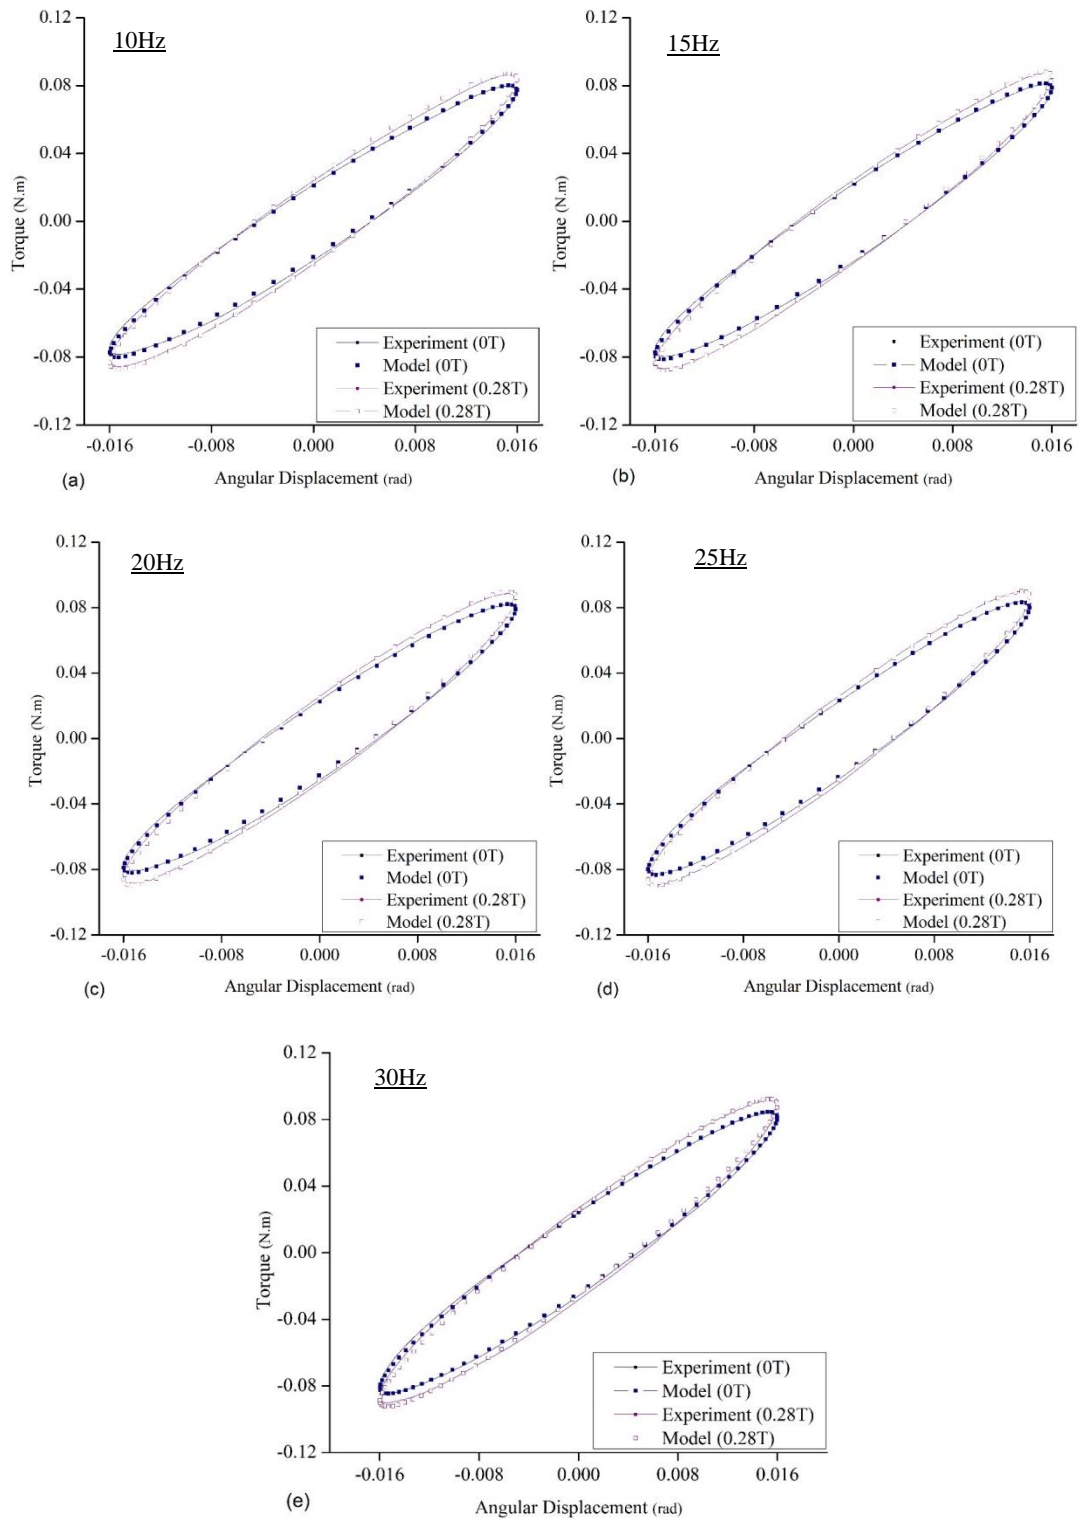 10Hz
0.12
0.08
0.04
0.00
-0.04
-0.08
-0.12
Torque (N.m)
Experiment (0T)
Model (0T)
Experiment (0.28T)
Model (0.28T)
-0.016 -0.008 0.000 0.008 0.016
(a) Angular Displacement (rad)
15Hz
0.12
0.08
0.04
0.00
-0.04
-0.08
-0.12
Torque (N.m)
Experiment (0T)
Model (0T)
Experiment (0.28T)
Model (0.28T)
-0.016 -0.008 0.000 0.008 0.016
(b) Angular Displacement (rad)
20Hz
0.12
0.08
0.04
0.00
-0.04
-0.08
-0.12
Torque (N.m)
Experiment (0T)
Model (0T)
Experiment (0.28T)
Model (0.28T)
-0.016 -0.008 0.000 0.008 0.016
(c) Angular Displacement (rad)
25Hz
0.12
0.08
0.04
0.00
-0.04
-0.08
-0.12
Torque (N.m)
Experiment (0T)
Model (0T)
Experiment (0.28T)
Model (0.28T)
-0.016 -0.008 0.000 0.008 0.016
(d) Angular Displacement (rad)
30Hz
0.12
0.08
0.04
0.00
-0.04
-0.08
-0.12
Torque (N.m)
Experiment (0T)
Model (0T)
Experiment (0.28T)
Model (0.28T)
-0.016 -0.008 0.000 0.008 0.016
(e) Angular Displacement (rad)